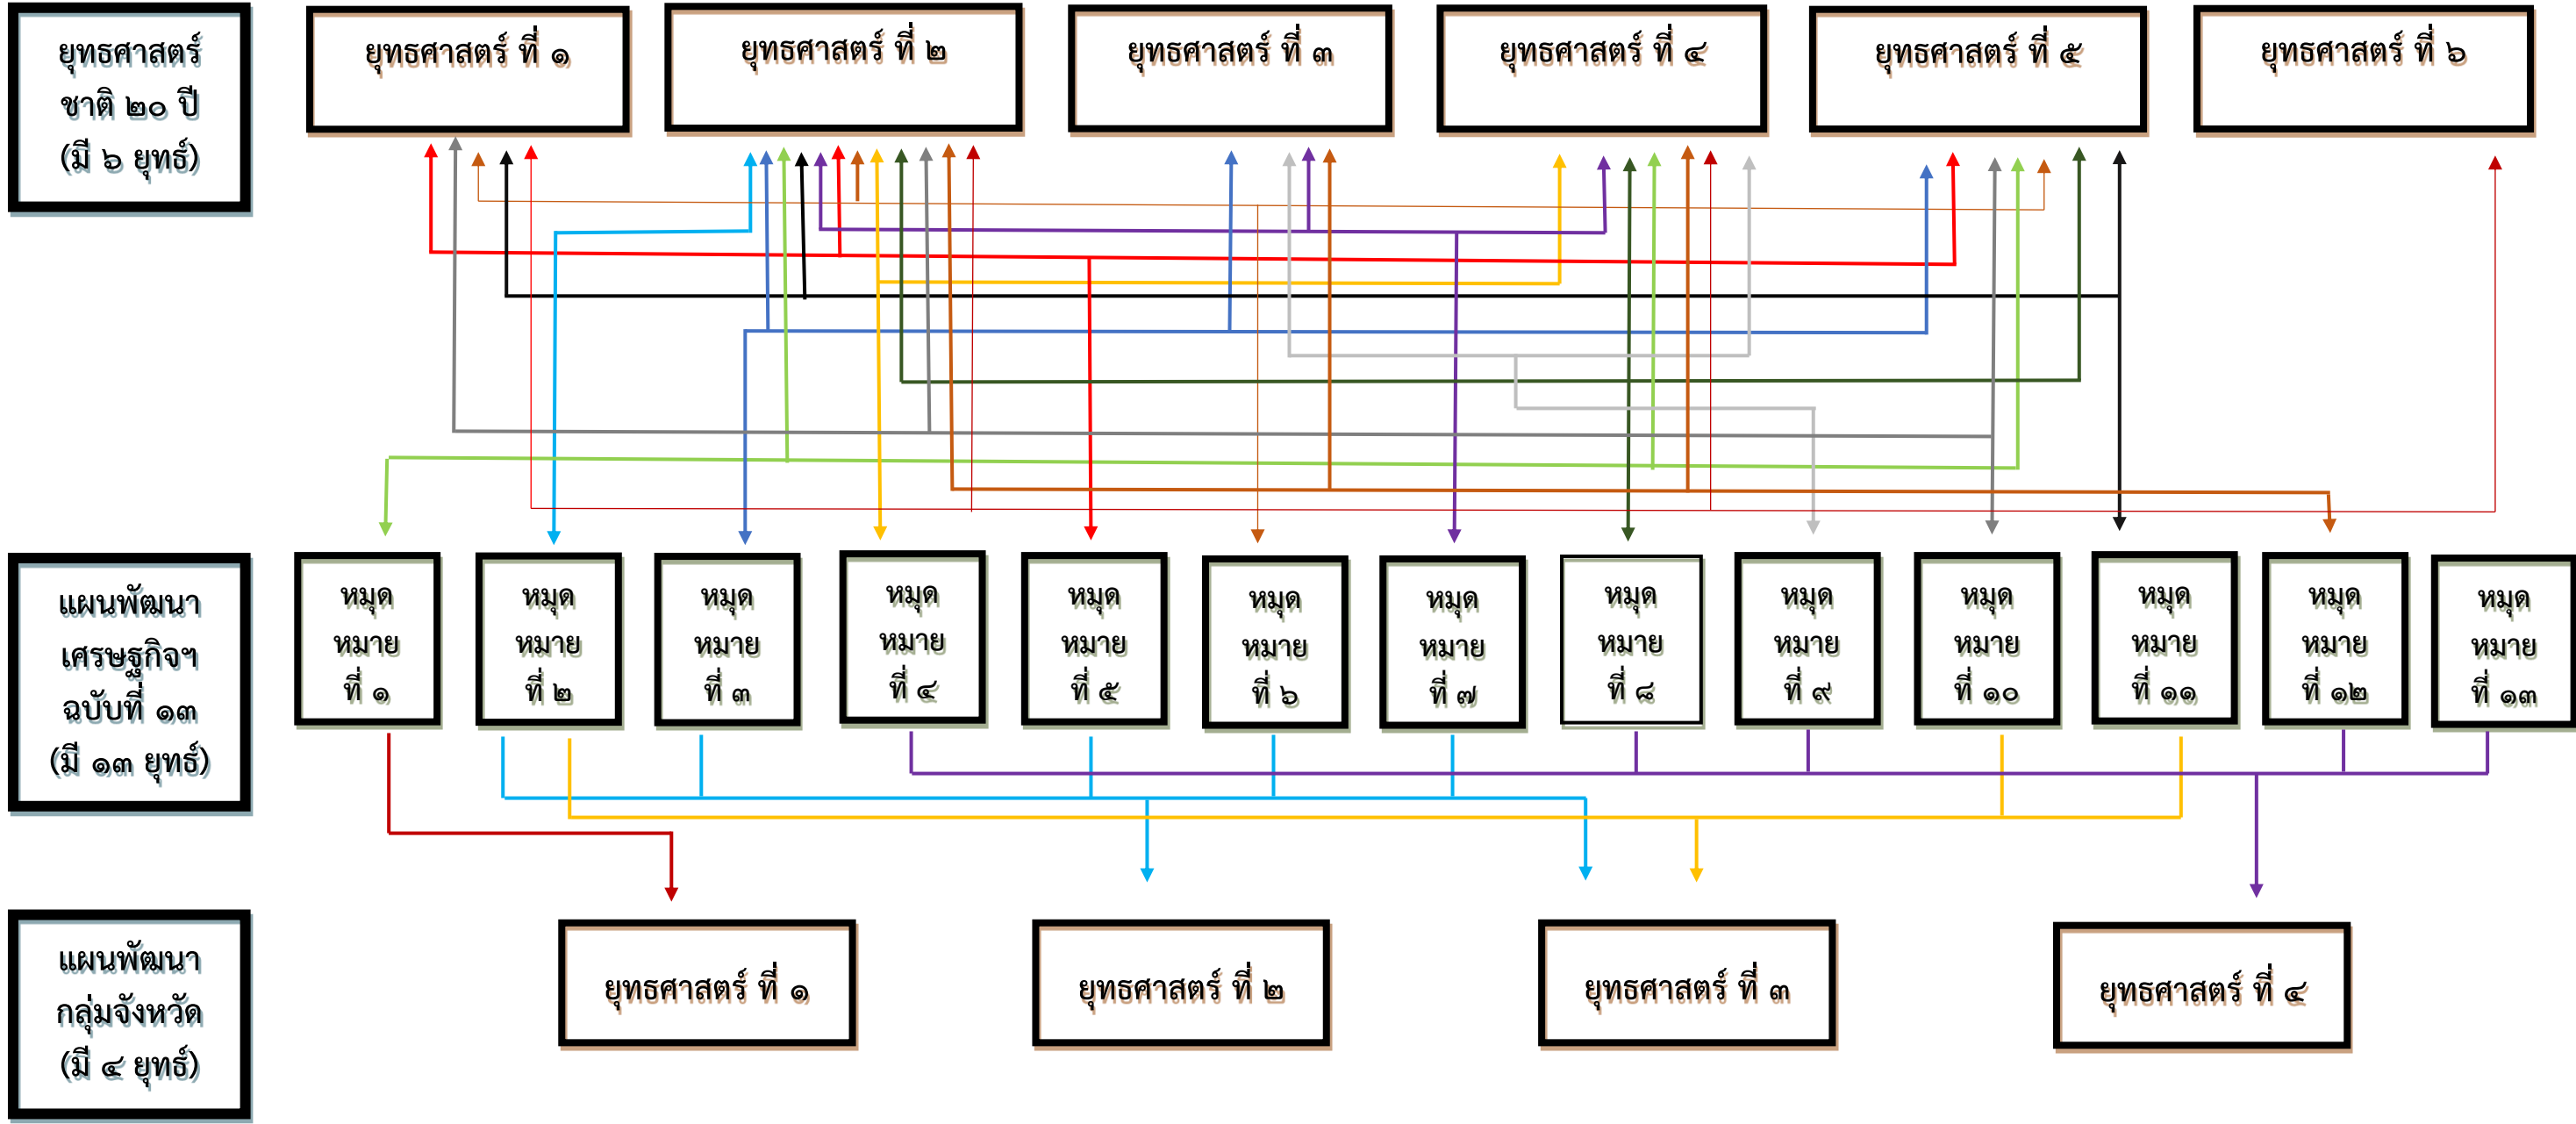 ยุทธศาสตร์
ชาติ ๒๐ ปี
(มี ๖ ยุทธ์)
ยุทธศาสตร์ ที่ ๑
ยุทธศาสตร์ ที่ ๒
ยุทธศาสตร์ ที่ ๓
ยุทธศาสตร์ ที่ ๔
ยุทธศาสตร์ ที่ ๕
ยุทธศาสตร์ ที่ ๖
แผนพัฒนา
เศรษฐกิจฯ
ฉบับที่ ๑๓
(มี ๑๓ ยุทธ์)
หมุด
หมาย
ที่ ๑
หมุด
หมาย
ที่ ๒
หมุด
หมาย
ที่ ๓
หมุด
หมาย
ที่ ๔
หมุด
หมาย
ที่ ๕
หมุด
หมาย
ที่ ๖
หมุด
หมาย
ที่ ๗
หมุด
หมาย
ที่ ๘
หมุด
หมาย
ที่ ๙
หมุด
หมาย
ที่ ๑๐
หมุด
หมาย
ที่ ๑๑
หมุด
หมาย
ที่ ๑๒
หมุด
หมาย
ที่ ๑๓
แผนพัฒนา
กลุ่มจังหวัด
(มี ๔ ยุทธ์)
ยุทธศาสตร์ ที่ ๑
ยุทธศาสตร์ ที่ ๒
ยุทธศาสตร์ ที่ ๓
ยุทธศาสตร์ ที่ ๔